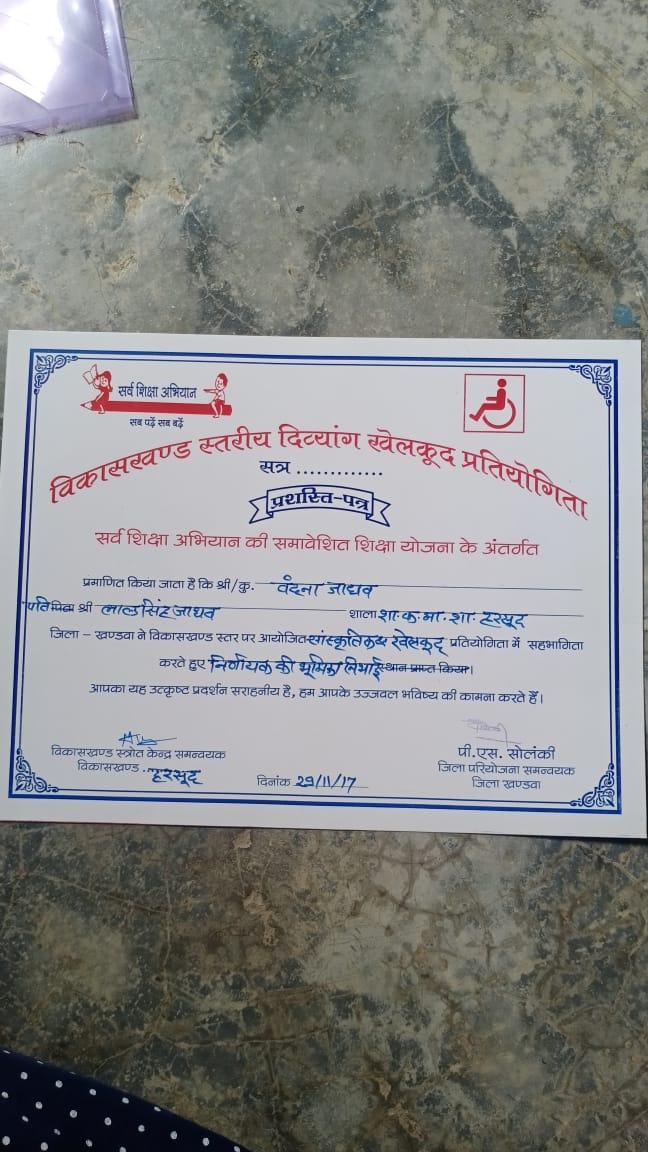 सर्व शिक्षा अभियान
सब पढ़ें सब बढ़ें
विकासखण्ड स्तरीय दिव्यांग खेलकूद प्रतियोगिता
सत्र .............
प्रशस्ति-पत्र
सर्व शिक्षा अभियान की समावेशित शिक्षा योजना के अंतर्गत
प्रमाणित किया जाता है कि श्री/कु. वंदना जाधव
पति पिता श्री लालसिंह जाधव शाला शा. क. मा. शा. हरसूद
जिला – खण्डवा ने विकासखण्ड स्तर पर आयोजित सांस्कृतिक एवं खेलकूद प्रतियोगिता में सहभागिता
करते हुए निर्णायक की भूमिका निभाई स्थान प्राप्त किया।
आपका यह उत्कृष्ट प्रदर्शन सराहनीय है, हम आपके उज्जवल भविष्य की कामना करते हैं।
विकासखण्ड स्त्रोत केन्द्र समन्वयक
विकासखण्ड . हरसूद
दिनांक 29/11/17
पी.एस. सोलंकी
जिला परियोजना समन्वयक
जिला खण्डवा